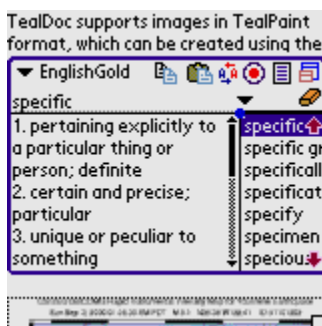 TealDoc supports images in TealPaint
format, which can be created using the
EnglishGold
specific
1. pertaining explicitly to
a particular thing or
person; definite
2. certain and precise;
particular
3. unique or peculiar to
something
specific
specific gr
specificall
specificat
specify
specimen
speciou